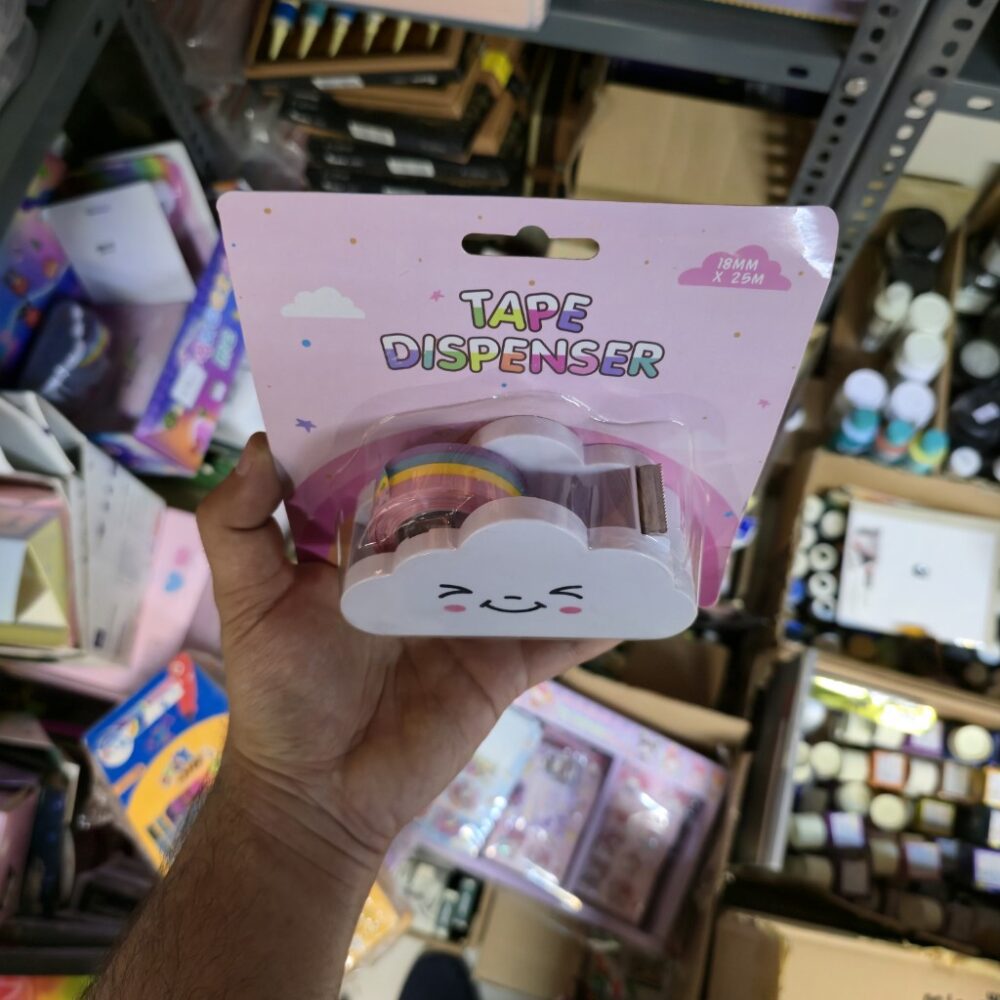 18MM
X 25M
TAPE
DISPENSER